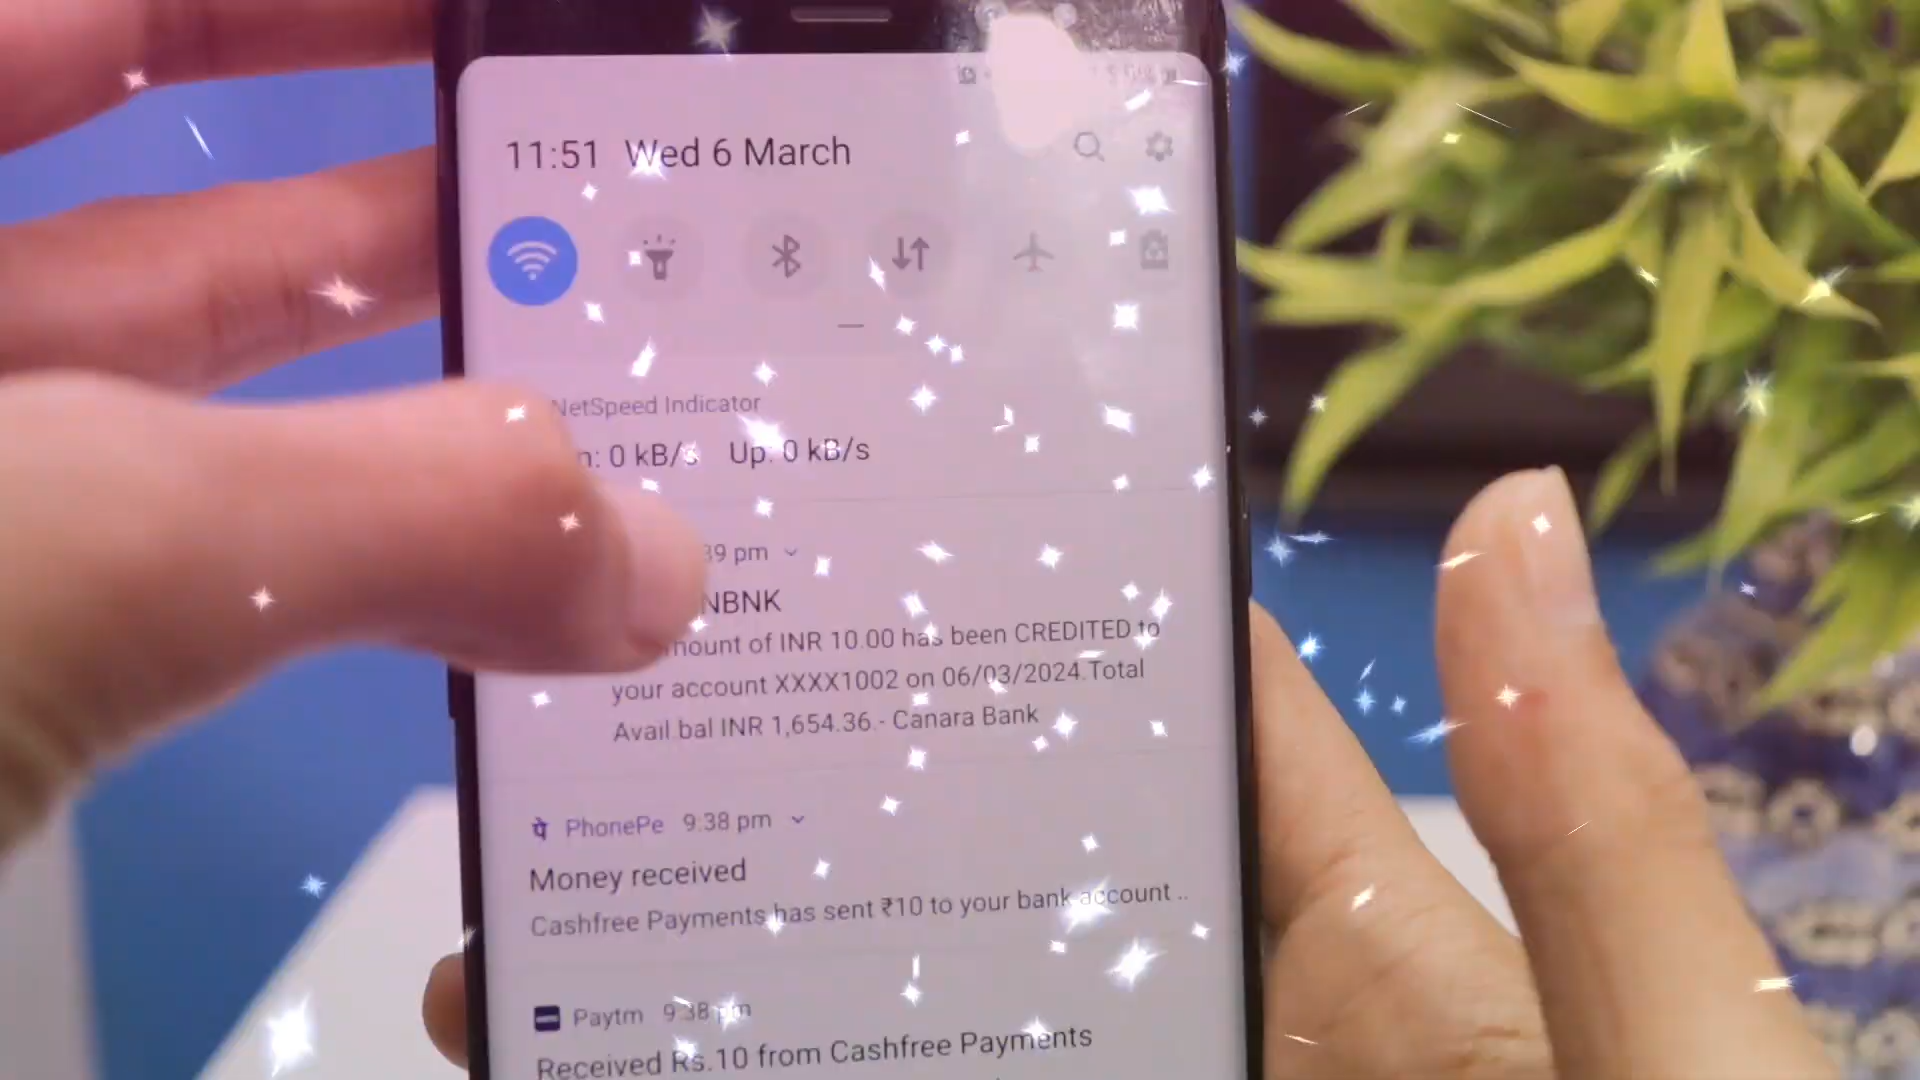 11:51 Wed 6 March
NetSpeed Indicator
n: 0 kB/s Up: 0 kB/s
39 pm
NBNK
mount of INR 10.00 has been CREDITED to
your account XXXX1002 on 06/03/2024.Total
Avail.bal INR 1,654.36.- Canara Bank
पे PhonePe 9:38 pm
Money received
Cashfree Payments has sent ₹10 to your bank account ..
Paytm 9:38 pm
Received Rs.10 from Cashfree Payments